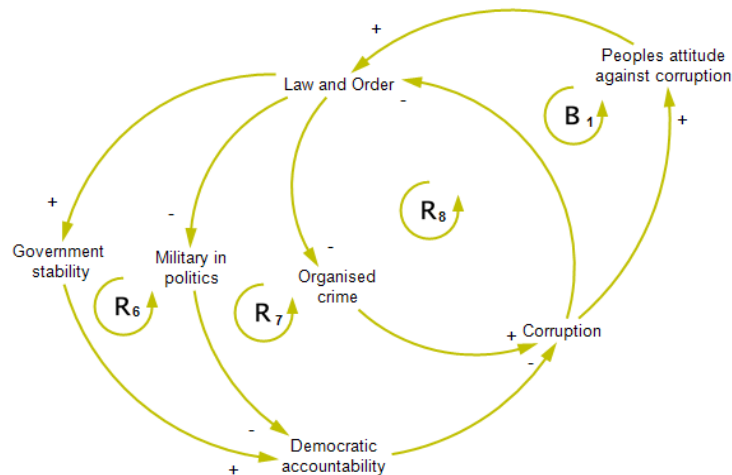 +
Peoples attitude
against corruption
Law and Order
-
B 1
+
+
-
R8
Government
stability
Military in
politics
-
Organised
crime
R6
R7
+ Corruption
-
-
Democratic
accountability
+